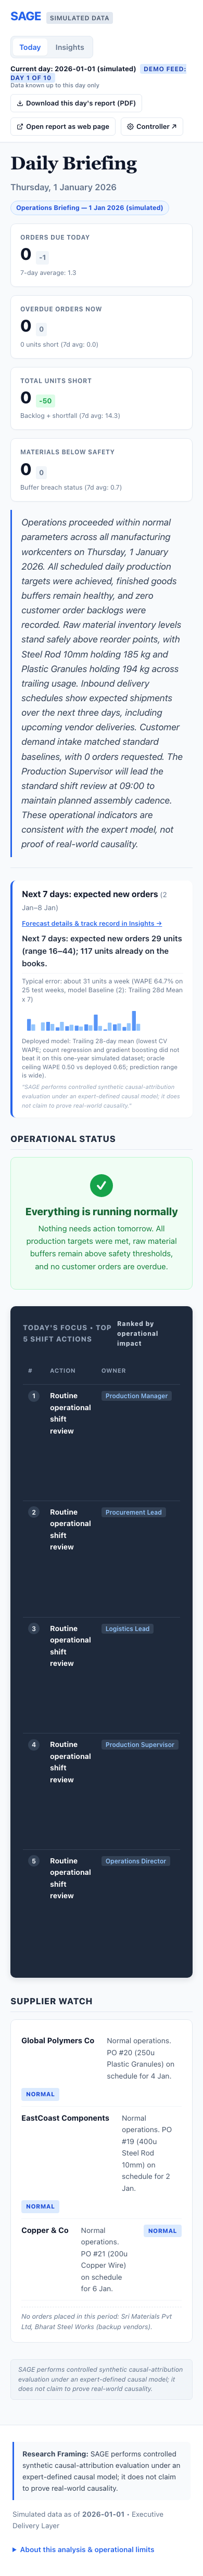 SAGE SIMULATED DATA
Today Insights
Current day: 2026-01-01 (simulated) DEMO FEED:
DAY 1 OF 10
Data known up to this day only
Download this day's report (PDF)
Open report as web page
Controller ↗
Daily Briefing
Thursday, 1 January 2026
Operations Briefing — 1 Jan 2026 (simulated)
ORDERS DUE TODAY
0 -1
7-day average: 1.3
OVERDUE ORDERS NOW
0 0
0 units short (7d avg: 0.0)
TOTAL UNITS SHORT
0 -50
Backlog + shortfall (7d avg: 14.3)
MATERIALS BELOW SAFETY
0 0
Buffer breach status (7d avg: 0.7)
Operations proceeded within normal
parameters across all manufacturing
workcenters on Thursday, 1 January
2026. All scheduled daily production
targets were achieved, finished goods
buffers remain healthy, and zero
customer order backlogs were
recorded. Raw material inventory levels
stand safely above reorder points, with
Steel Rod 10mm holding 185 kg and
Plastic Granules holding 194 kg across
trailing usage. Inbound delivery
schedules show expected shipments
over the next three days, including
upcoming vendor deliveries. Customer
demand intake matched standard
baselines, with 0 orders requested. The
Production Supervisor will lead the
standard shift review at 09:00 to
maintain planned assembly cadence.
These operational indicators are
consistent with the expert model, not
proof of real-world causality.
Next 7 days: expected new orders (2
Jan–8 Jan)
Forecast details & track record in Insights →
Next 7 days: expected new orders 29 units
(range 16–44); 117 units already on the
books.
Typical error: about 31 units a week (WAPE 64.7% on
25 test weeks, model Baseline (2): Trailing 28d Mean
x 7)
Deployed model: Trailing 28-day mean (lowest CV
WAPE; count regression and gradient boosting did not
beat it on this one-year simulated dataset; oracle
ceiling WAPE 0.50 vs deployed 0.65; prediction range
is wide).
"SAGE performs controlled synthetic causal-attribution
evaluation under an expert-defined causal model; it does
not claim to prove real-world causality."
OPERATIONAL STATUS
Everything is running normally
Nothing needs action tomorrow. All
production targets were met, raw material
buffers remain above safety thresholds,
and no customer orders are overdue.
TODAY'S FOCUS • TOP
5 SHIFT ACTIONS
Ranked by
operational
impact
# ACTION OWNER
1 Routine
operational
shift
review
Production Manager
2 Routine
operational
shift
review
Procurement Lead
3 Routine
operational
shift
review
Logistics Lead
4 Routine
operational
shift
review
Production Supervisor
5 Routine
operational
shift
review
Operations Director
SUPPLIER WATCH
Global Polymers Co
Normal operations.
PO #20 (250u
Plastic Granules) on
schedule for 4 Jan.
NORMAL
EastCoast Components
Normal
operations. PO
#19 (400u
Steel Rod
10mm) on
schedule for 2
Jan.
NORMAL
Copper & Co
Normal
operations.
PO #21 (200u
Copper Wire)
on schedule
for 6 Jan.
NORMAL
No orders placed in this period: Sri Materials Pvt
Ltd, Bharat Steel Works (backup vendors).
SAGE performs controlled synthetic causal-attribution
evaluation under an expert-defined causal model; it
does not claim to prove real-world causality.
Research Framing: SAGE performs controlled
synthetic causal-attribution evaluation under an
expert-defined causal model; it does not claim
to prove real-world causality.
Simulated data as of 2026-01-01 • Executive
Delivery Layer
▶ About this analysis & operational limits